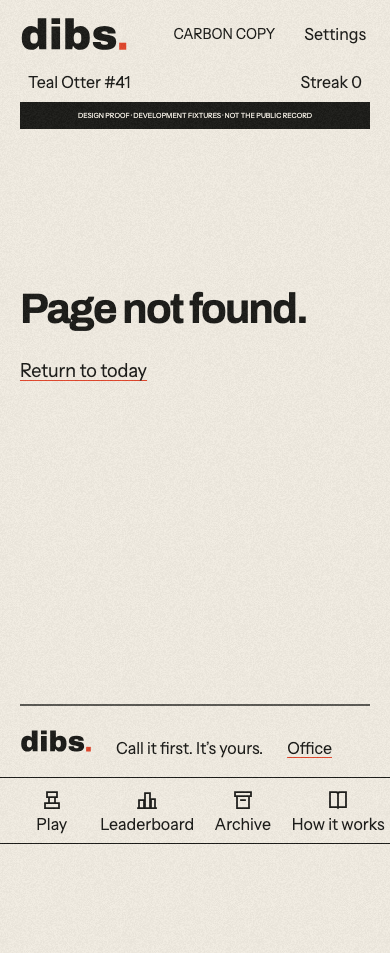 dibs.
CARBON COPY
Settings
Teal Otter #41
Streak 0
DESIGN PROOF · DEVELOPMENT FIXTURES · NOT THE PUBLIC RECORD
Page not found.
Return to today
dibs.
Call it first. It’s yours.
Office
Play
Leaderboard
Archive
How it works